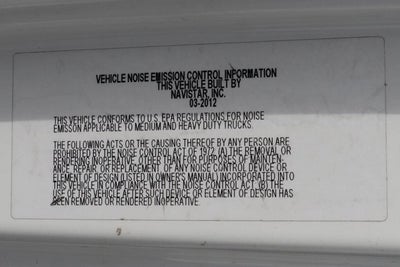 VEHICLE NOISE EMISSION CONTROL INFORMATION
THIS VEHICLE BUILT BY
NAVISTAR, INC.
03-2012
THIS VEHICLE CONFORMS TO U.S. EPA REGULATIONS FOR NOISE
EMISSON APPLICABLE TO MEDIUM AND HEAVY DUTY TRUCKS.
THE FOLLOWING ACTS OR THE CAUSING THEREOF BY ANY PERSON ARE
PROHIBITED BY THE NOISE CONTROL ACT OF 1972. (A) THE REMOVAL OR
RENDERING INOPERATIVE, OTHER THAN FOR PURPOSES OF MAINTEN-
ANCE, REPAIR, OR REPLACEMENT, OF ANY NOISE CONTROL DEVICE OR
ELEMENT OF DESIGN (LISTED IN OWNER'S MANUAL) INCORPORATED INTO
THIS VEHICLE IN COMPLIANCE WITH THE NOISE CONTROL ACT. (B) THE
USE OF THIS VEHICLE AFTER SUCH DEVICE OR ELEMENT OF DESIGN HAS
BEEN REMOVED OR RENDERED INOPERATIVE.